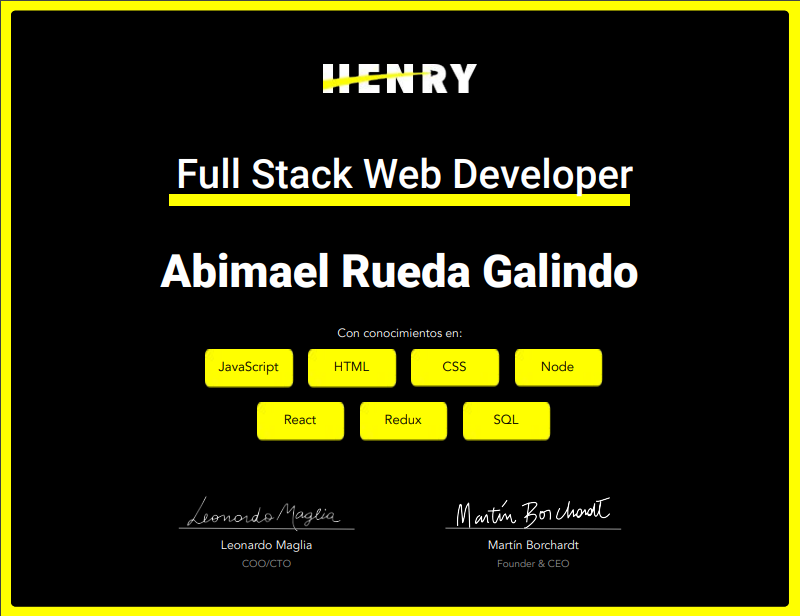 HENRY
Full Stack Web Developer
Abimael Rueda Galindo
Con conocimientos en:
JavaScript HTML CSS Node
React Redux SQL
Leonardo Maglia Martín Borchardt
Leonardo Maglia Martín Borchardt
COO/CTO Founder & CEO